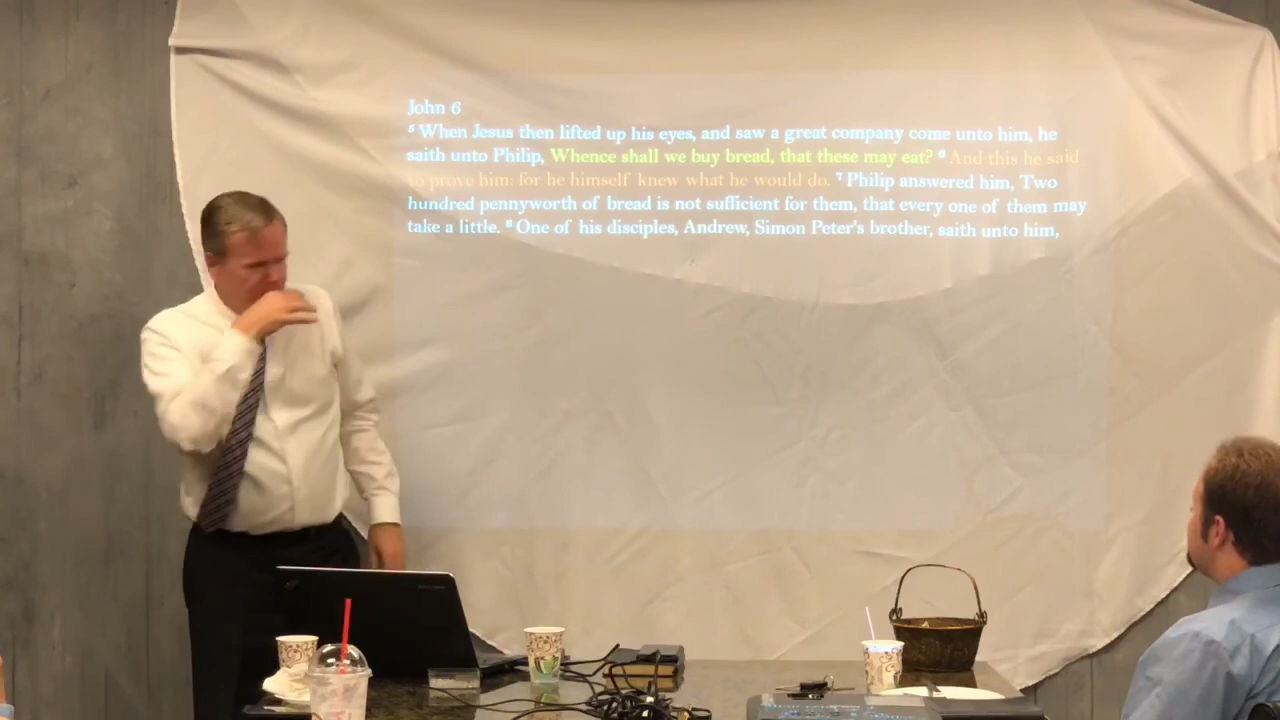 John 6
5 When Jesus then lifted up his eyes, and saw a great company come unto him, he
saith unto Philip, Whence shall we buy bread, that these may eat? 6 And this he said
to prove him: for he himself knew what he would do. 7 Philip answered him, Two
hundred pennyworth of bread is not sufficient for them, that every one of them may
take a little. 8 One of his disciples, Andrew, Simon Peter's brother, saith unto him,